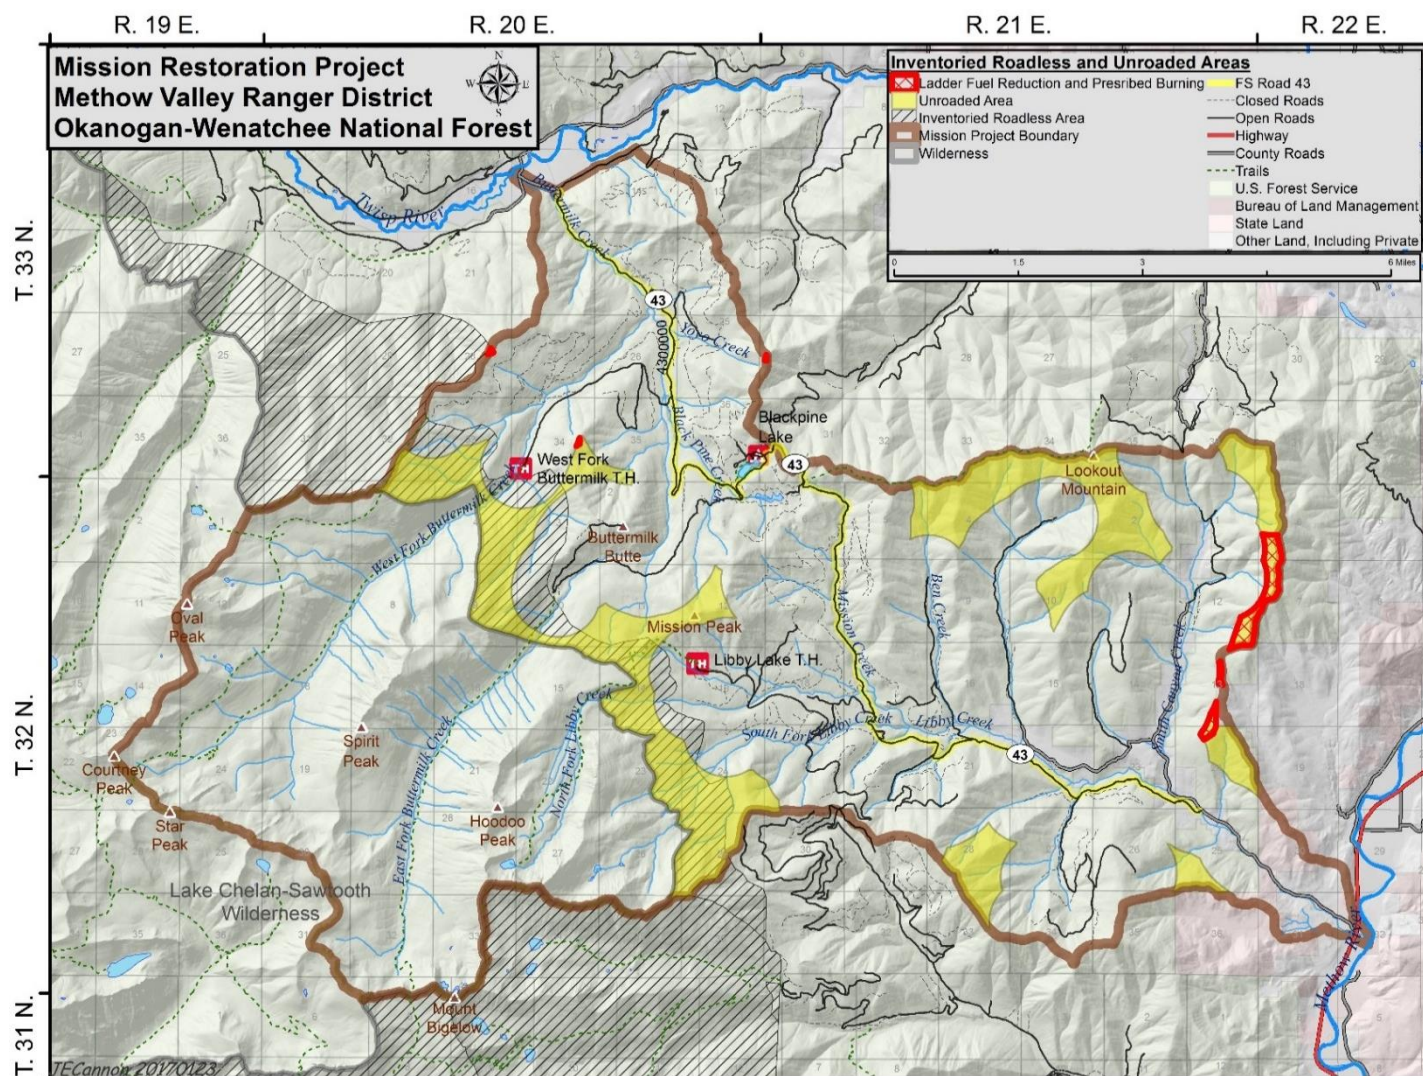 R. 19 E.
R. 20 E.
R. 21 E.
R. 22 E.
Mission Restoration Project
Methow Valley Ranger District
Okanogan-Wenatchee National Forest
N
W
E
S
Inventoried Roadless and Unroaded Areas
Ladder Fuel Reduction and Presribed Burning
Unroaded Area
Inventoried Roadless Area
Mission Project Boundary
Wilderness
FS Road 43
Closed Roads
Open Roads
Highway
County Roads
Trails
U.S. Forest Service
Bureau of Land Management
State Land
Other Land, Including Private
0 1.5 3 6 Miles
T. 33 N.
T. 32 N.
T. 31 N.
Twisp River
Buttermilk Creek
43
4300000
Yoyo Creek
Black Pine Creek
Blackpine
Lake
43
TH
West Fork
Buttermilk T.H.
West Fork Buttermilk Creek
Buttermilk
Butte
Lookout
Mountain
Oval
Peak
Mission Peak
TH
Libby Lake T.H.
Mission Creek
Ben Creek
South Fork Libby Creek
Libby Creek
North Fork Libby Creek
East Fork Buttermilk Creek
43
Spirit
Peak
Courtney
Peak
Star
Peak
Hoodoo
Peak
Lake Chelan-Sawtooth
Wilderness
Mount
Bigelow
Methow River
TECannon 20170123